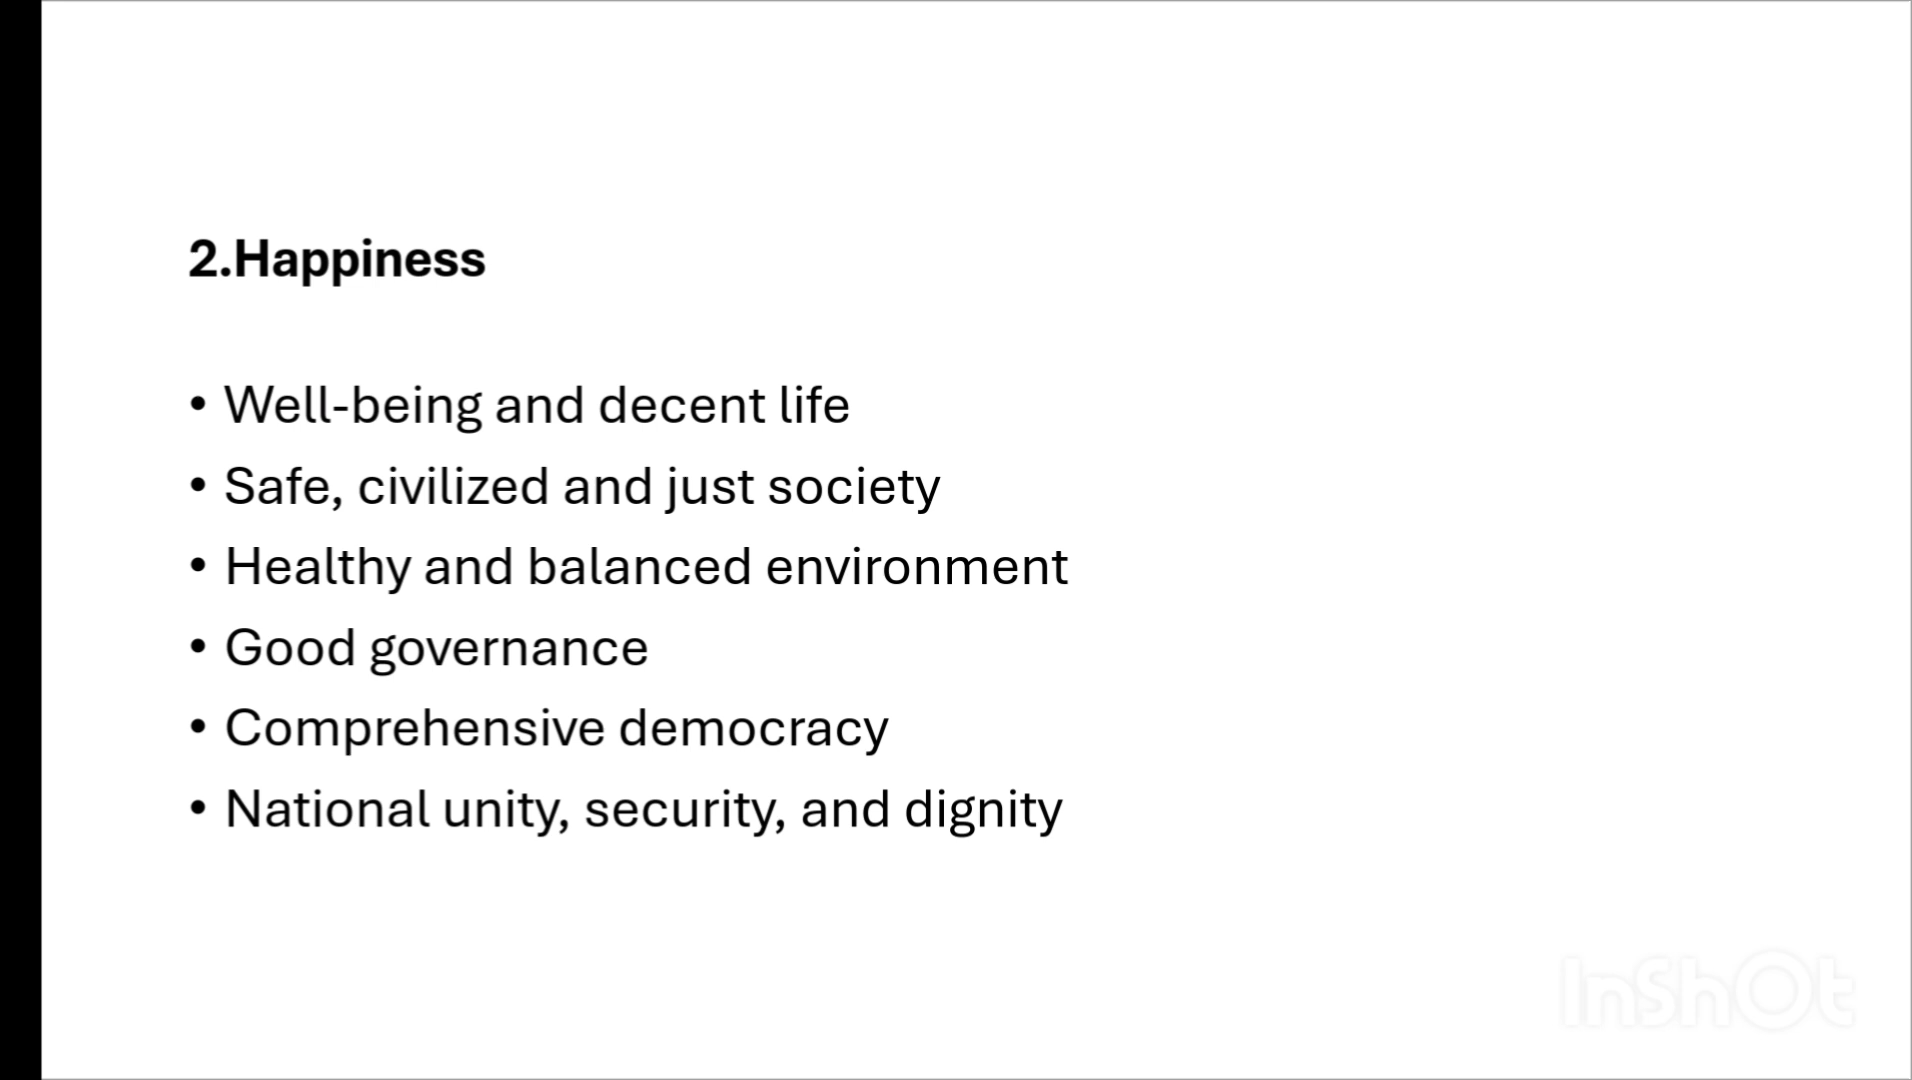 2.Happiness
• Well-being and decent life
• Safe, civilized and just society
• Healthy and balanced environment
• Good governance
• Comprehensive democracy
• National unity, security, and dignity
InShOt